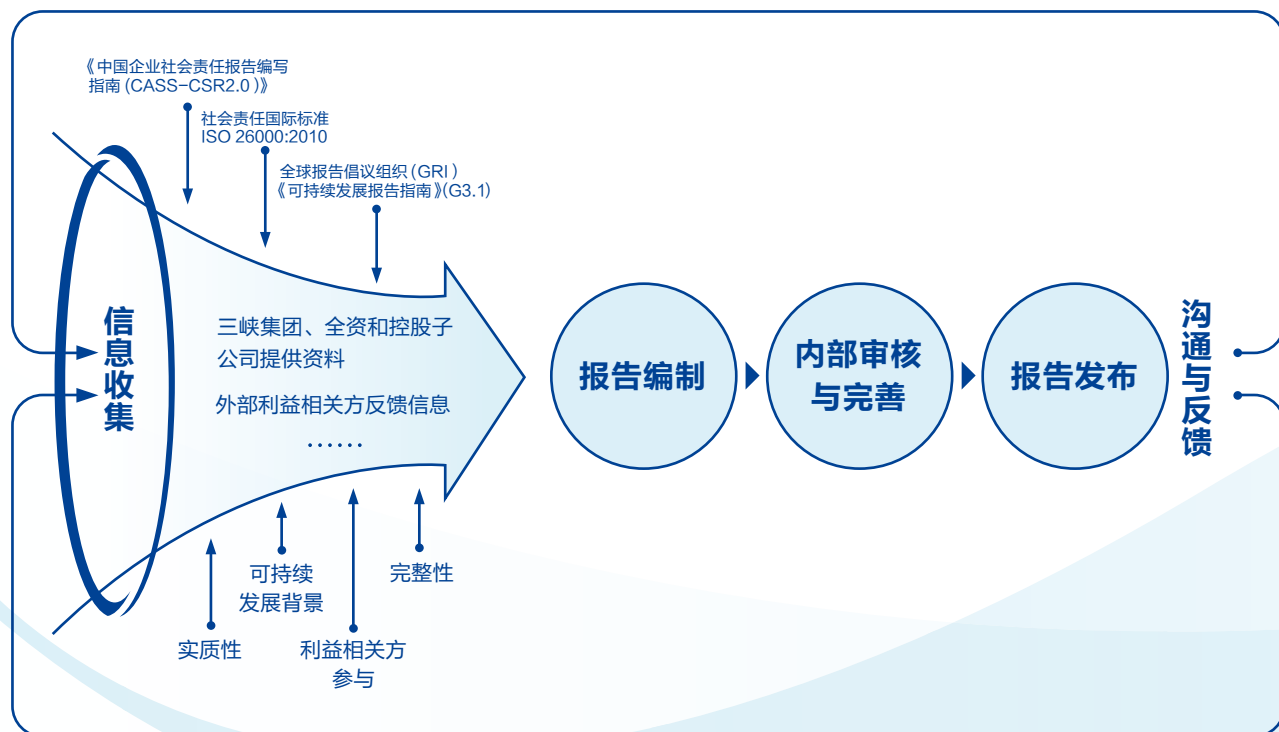 《中国企业社会责任报告编写
指南(CASS-CSR2.0)》
社会责任国际标准
ISO 26000:2010
全球报告倡议组织(GRI)
《可持续发展报告指南》(G3.1)
信息收集
三峡集团、全资和控股子
公司提供资料
外部利益相关方反馈信息
……
报告编制
内部审核
与完善
报告发布
沟通与反馈
实质性
可持续
发展背景
利益相关方
参与
完整性